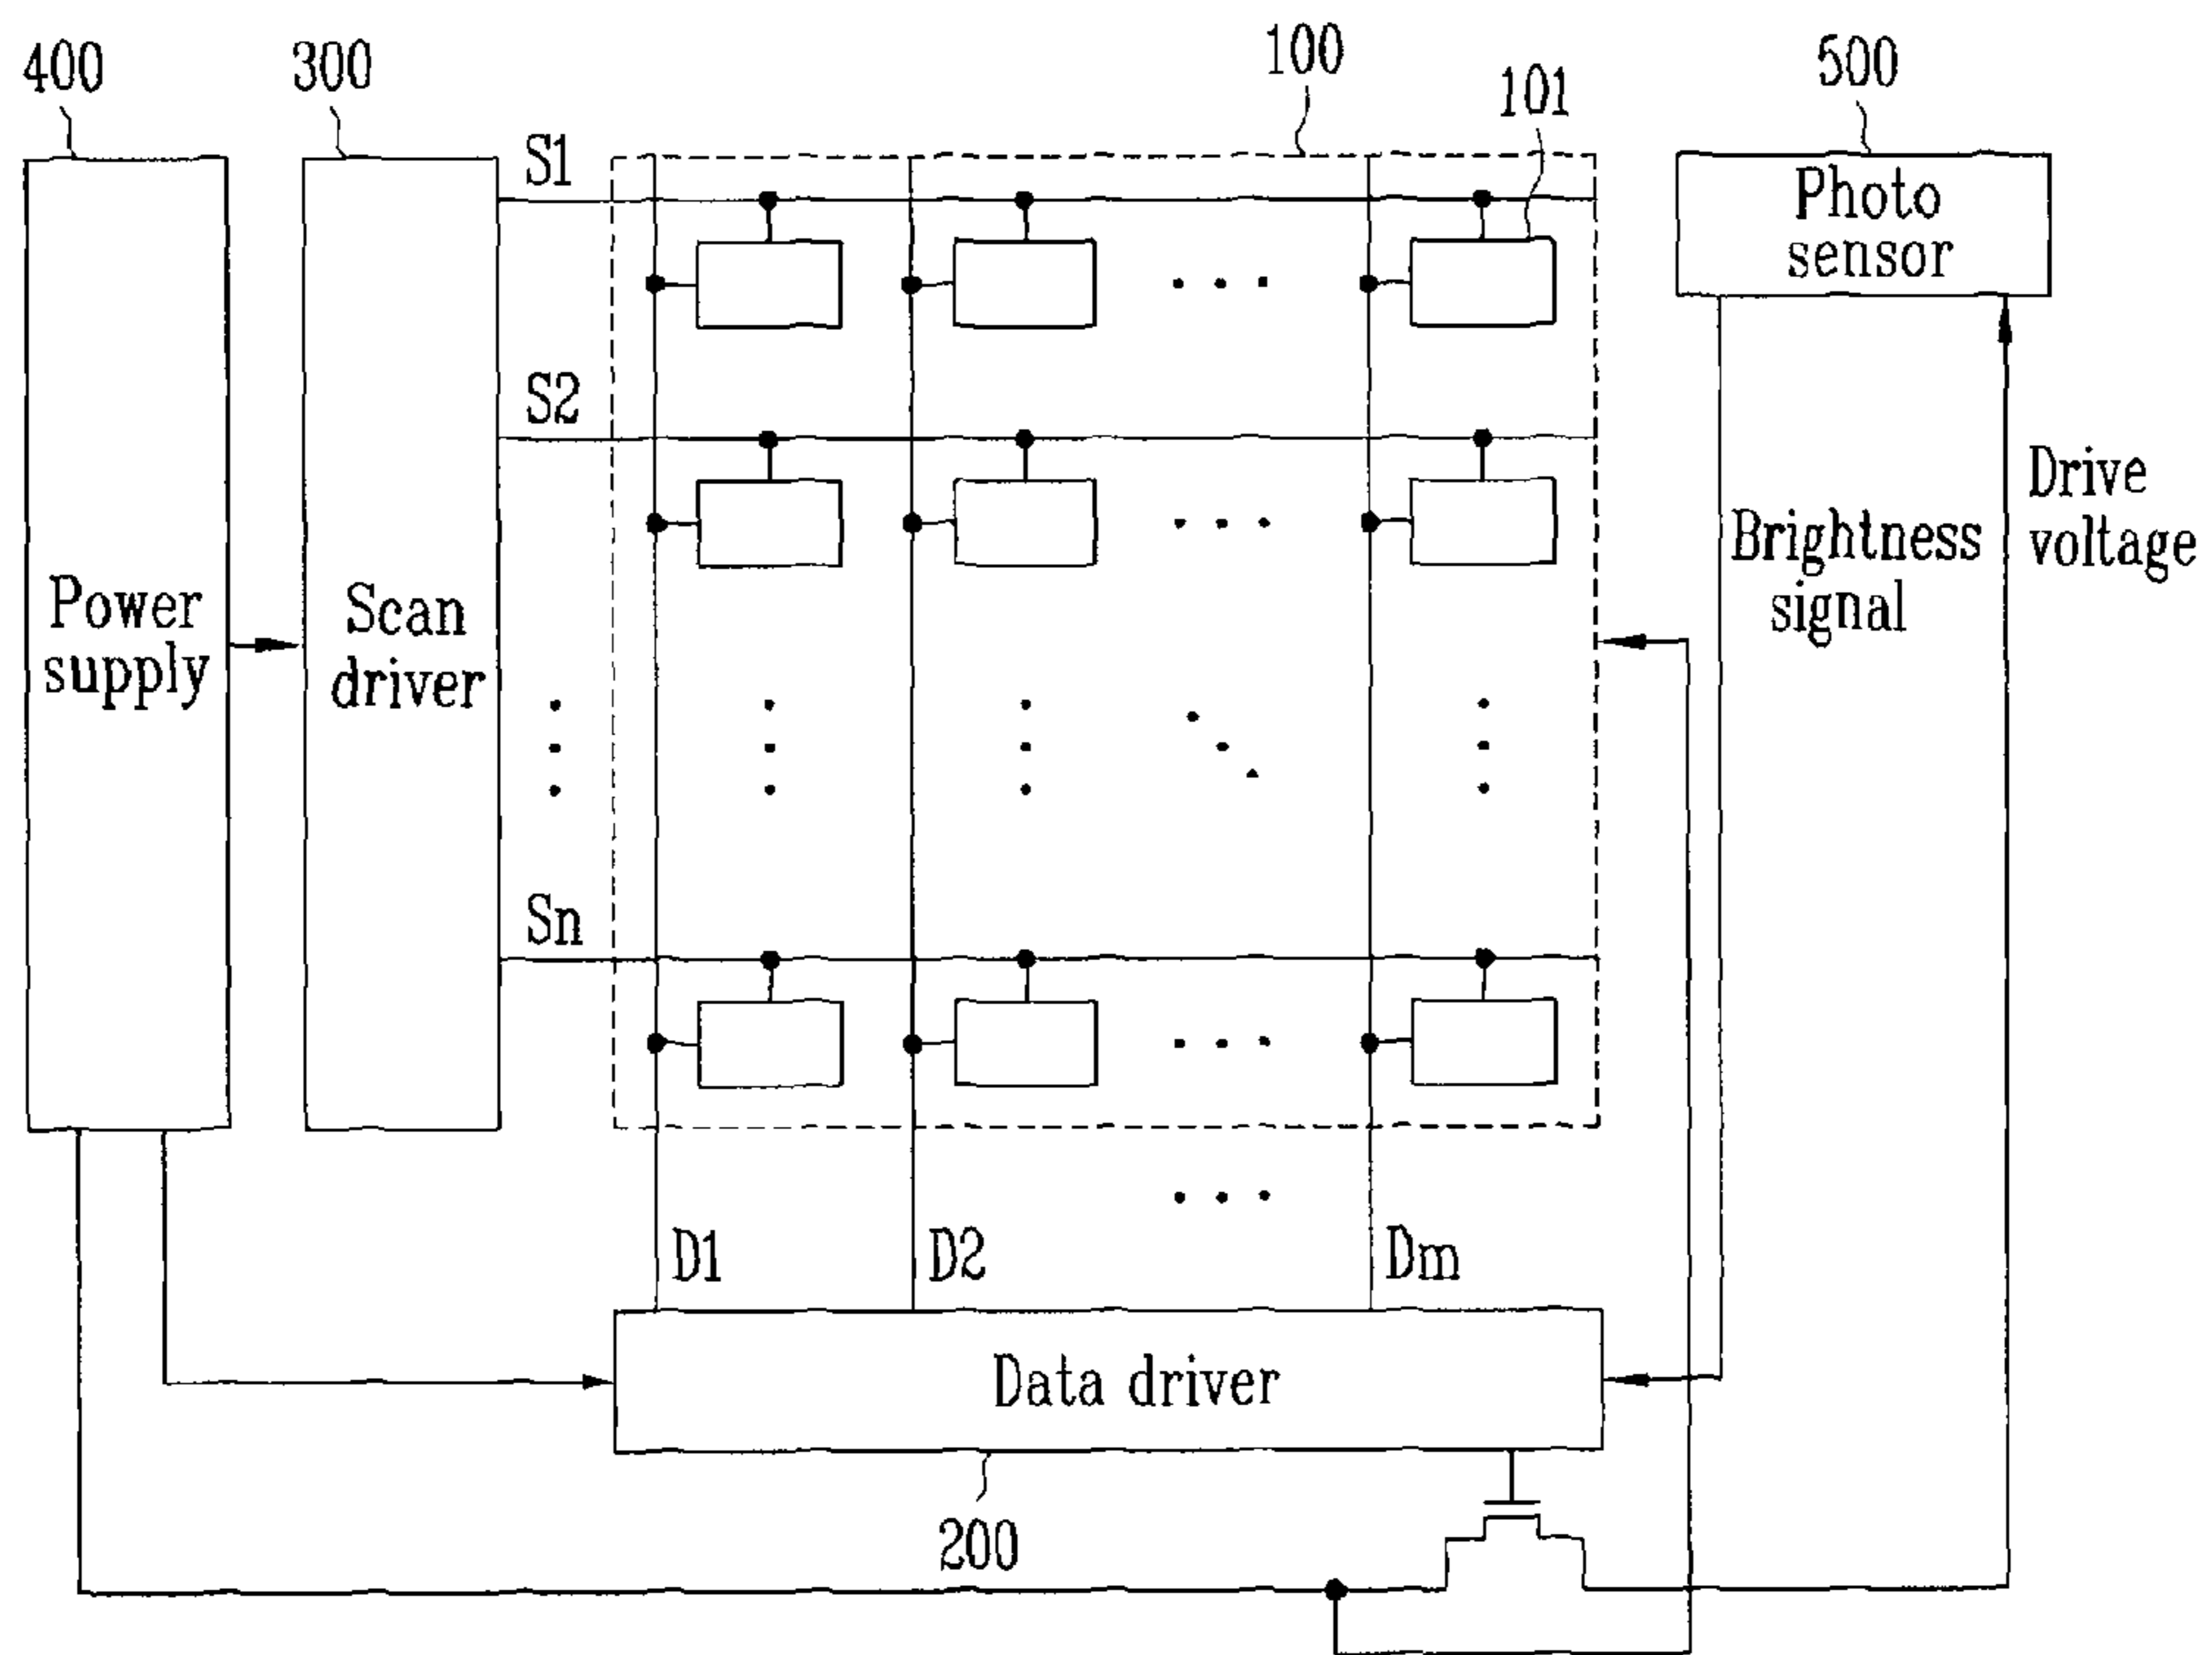 400
300
100
101
500
S1
Photo
sensor
S2
Drive
voltage
Brightness
signal
Power
supply
Scan
driver
Sn
D1
D2
Dm
Data driver
200